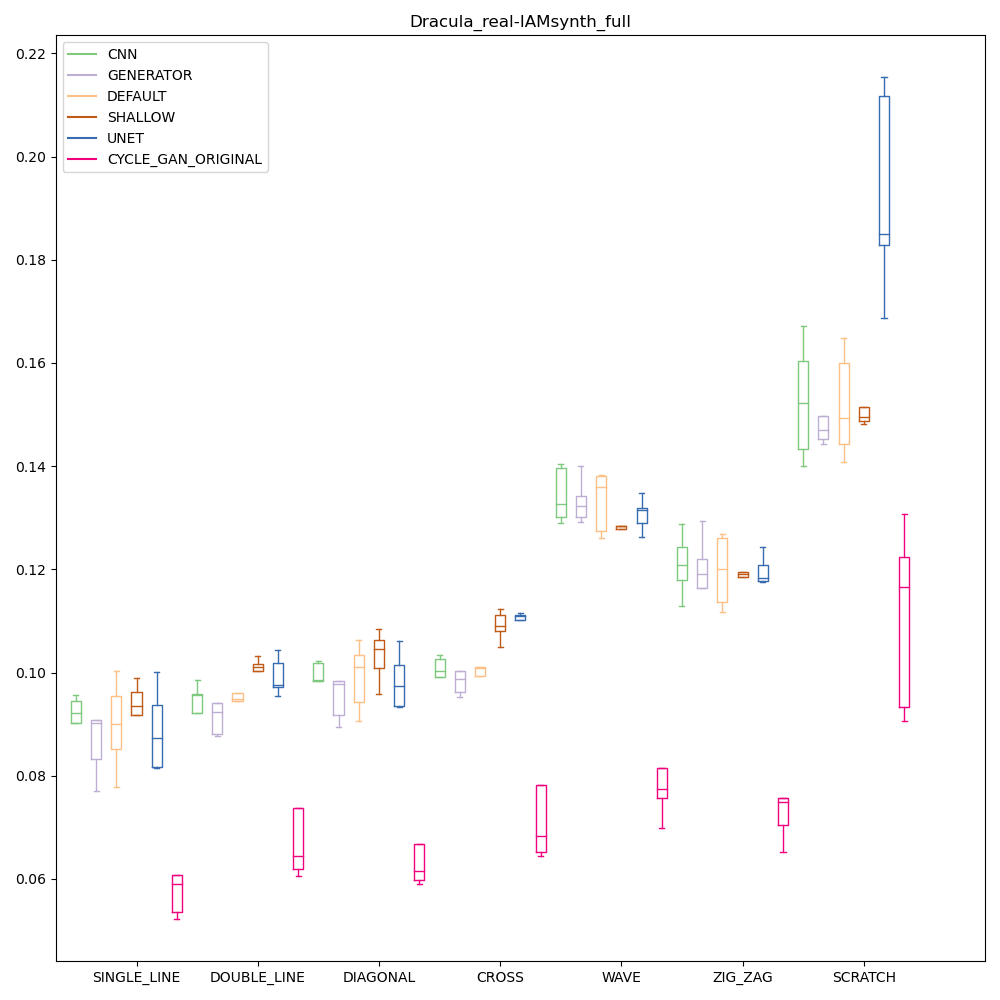 Dracula_real-IAMsynth_full
0.22
0.20
0.18
0.16
0.14
0.12
0.10
0.08
0.06
CNN
GENERATOR
DEFAULT
SHALLOW
UNET
CYCLE_GAN_ORIGINAL
SINGLE_LINE DOUBLE_LINE DIAGONAL CROSS WAVE ZIG_ZAG SCRATCH